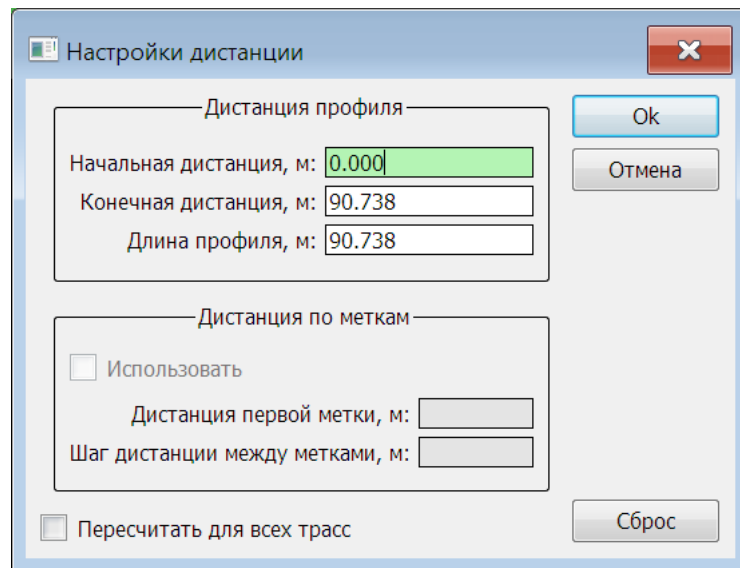 Настройки дистанции
Дистанция профиля
Ok
Начальная дистанция, м: 0.000
Отмена
Конечная дистанция, м: 90.738
Длина профиля, м: 90.738
Дистанция по меткам
Использовать
Дистанция первой метки, м:
Шаг дистанции между метками, м:
Пересчитать для всех трасс
Сброс